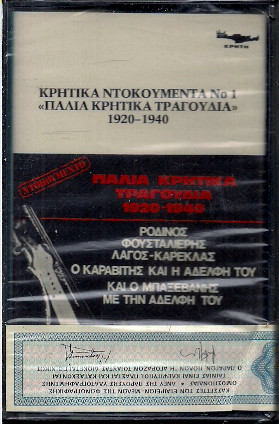 ΚΡΗΤΗ
ΚΡΗΤΙΚΑ ΝΤΟΚΟΥΜΕΝΤΑ Νο 1
«ΠΑΛΙΑ ΚΡΗΤΙΚΑ ΤΡΑΓΟΥΔΙΑ»
1920-1940
ΝΤΟΚΟΥΜΕΝΤΟ
ΠΑΛΙΑ ΚΡΗΤΙΚΑ
ΤΡΑΓΟΥΔΙΑ
1920-1940
ΡΟΔΙΝΟΣ
ΦΟΥΣΤΑΛΙΕΡΗΣ
ΛΑΓΟΣ-ΚΑΡΕΚΛΑΣ
Ο ΚΑΡΑΒΙΤΗΣ ΚΑΙ Η ΑΔΕΛΦΗ ΤΟΥ
ΚΑΙ Ο ΜΠΑΞΕΒΑΝΗΣ
ΜΕ ΤΗΝ ΑΔΕΛΦΗ ΤΟΥ